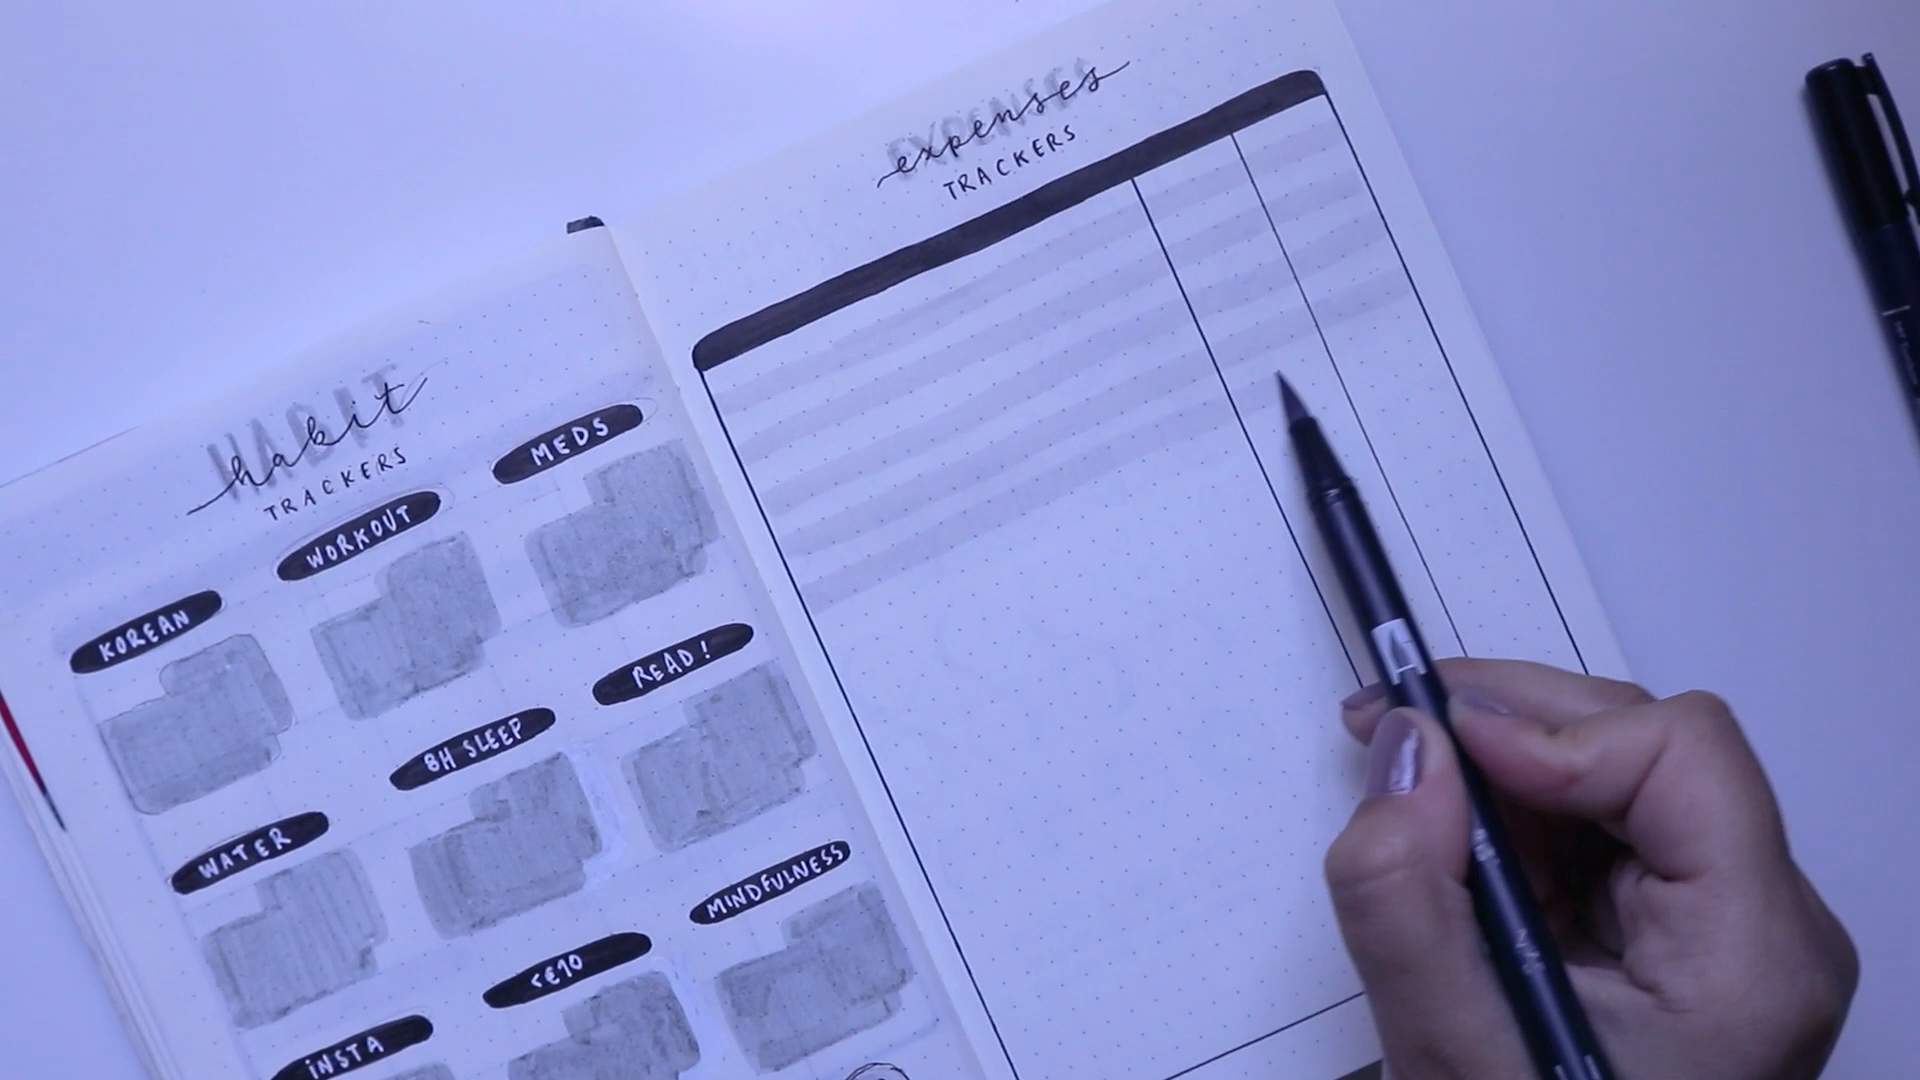 HABIT
habit
TRACKERS
KOREAN
WORKOUT
MEDS
WATER
8H SLEEP
READ!
INSTA
<€10
MINDFULNESS
EXPENSES
expenses
TRACKERS